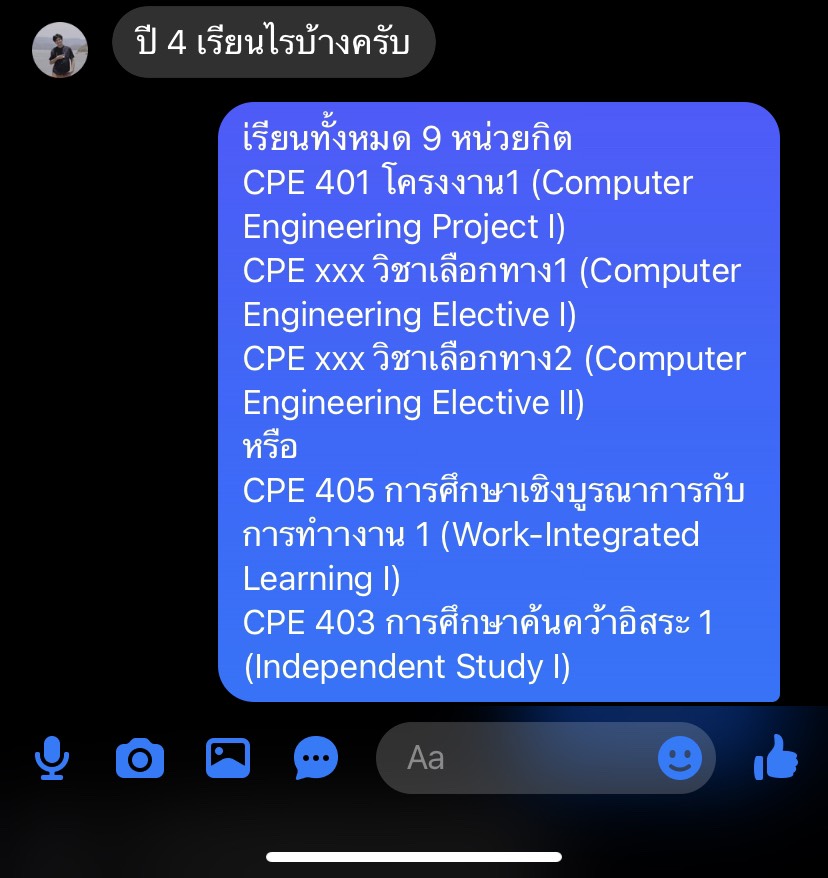 ปี 4 เรียนไรบ้างครับ
เรียนทั้งหมด 9 หน่วยกิต
CPE 401 โครงงาน1 (Computer
Engineering Project I)
CPE xxx วิชาเลือกทาง1 (Computer
Engineering Elective I)
CPE xxx วิชาเลือกทาง2 (Computer
Engineering Elective II)
หรือ
CPE 405 การศึกษาเชิงบูรณาการกับ
การทำางาน 1 (Work-Integrated
Learning I)
CPE 403 การศึกษาค้นคว้าอิสระ 1
(Independent Study I)
Aa